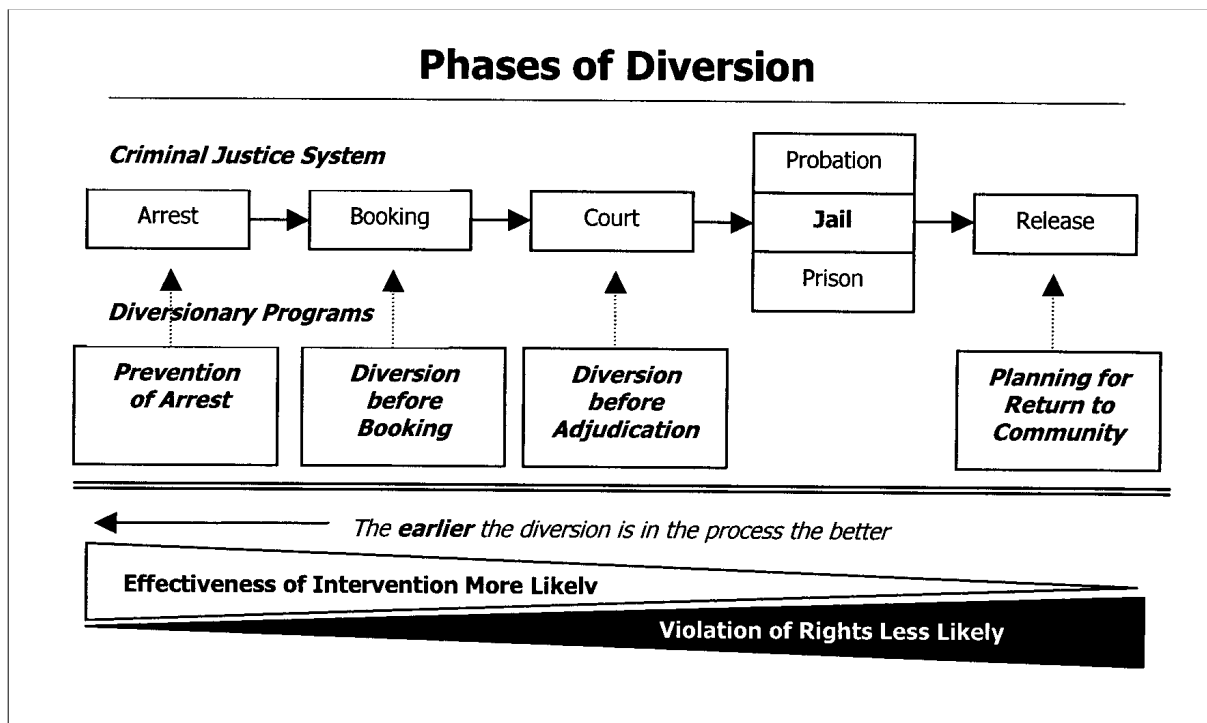 Phases of Diversion
Criminal Justice System
Arrest
Booking
Court
Probation
Jail
Prison
Release
Diversionary Programs
Prevention
of Arrest
Diversion
before
Booking
Diversion
before
Adjudication
Planning for
Return to
Community
The earlier the diversion is in the process the better
Effectiveness of Intervention More Likely
Violation of Rights Less Likely